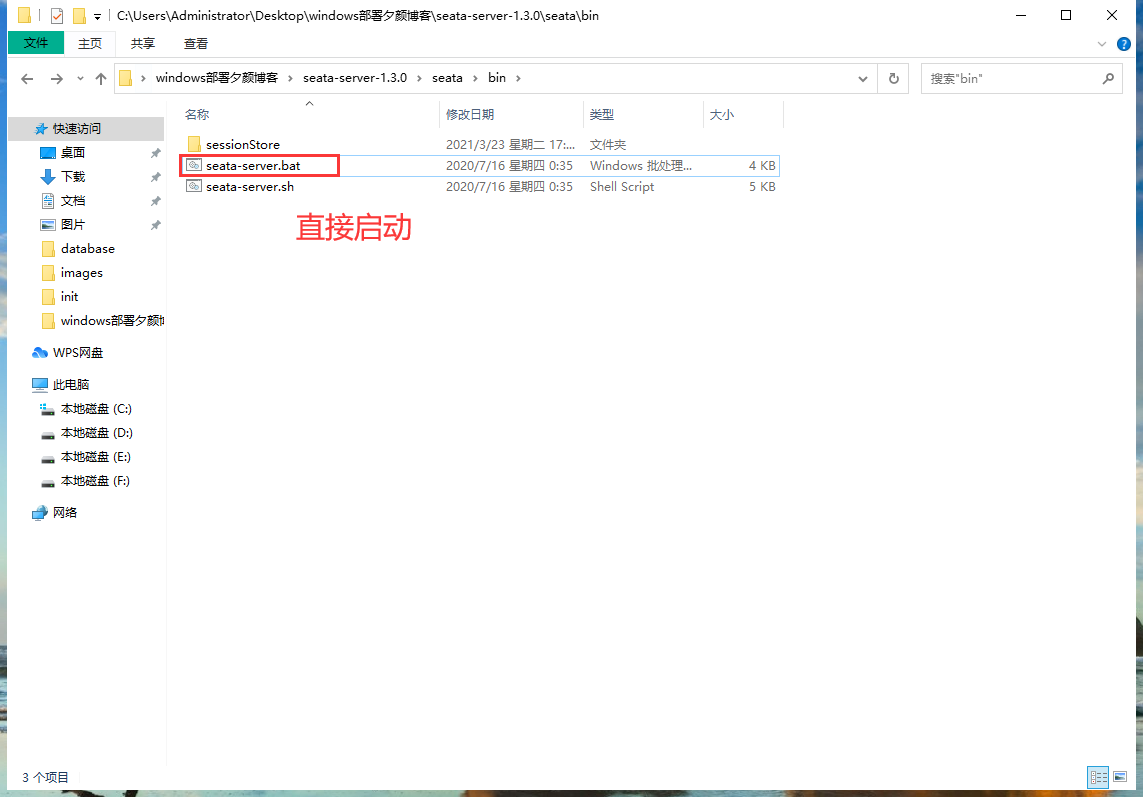 C:\Users\Administrator\Desktop\windows部署夕颜博客\seata-server-1.3.0\seata\bin
文件 主页 共享 查看
windows部署夕颜博客 seata-server-1.3.0 seata bin 搜索"bin"
名称 修改日期 类型 大小
快速访问
桌面
下载
文档
图片
database
images
init
windows部署夕颜博
WPS网盘
此电脑
本地磁盘 (C:)
本地磁盘 (D:)
本地磁盘 (E:)
本地磁盘 (F:)
网络
sessionStore 2021/3/23 星期二 17:... 文件夹
seata-server.bat 2020/7/16 星期四 0:35 Windows 批处理... 4 KB
seata-server.sh 2020/7/16 星期四 0:35 Shell Script 5 KB
直接启动
3 个项目